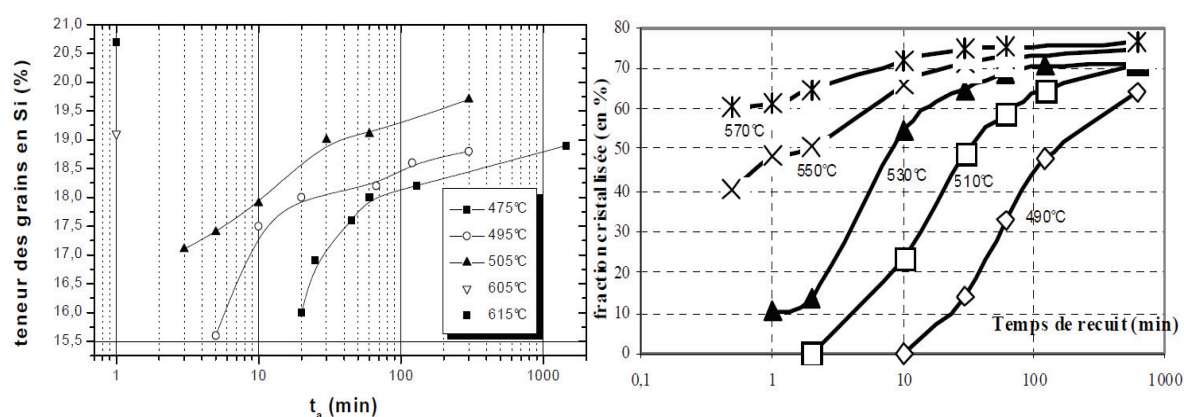 teneur des grains en Si (%)
21,0
20,5
20,0
19,5
19,0
18,5
18,0
17,5
17,0
16,5
16,0
15,5
475°C
495°C
505°C
605°C
615°C
1
10
100
1000
t_a (min)
fraction cristallisée (en %)
80
70
60
50
40
30
20
10
0
570°C
550°C
530°C
510°C
490°C
Temps de recuit (min)
0,1
1
10
100
1000